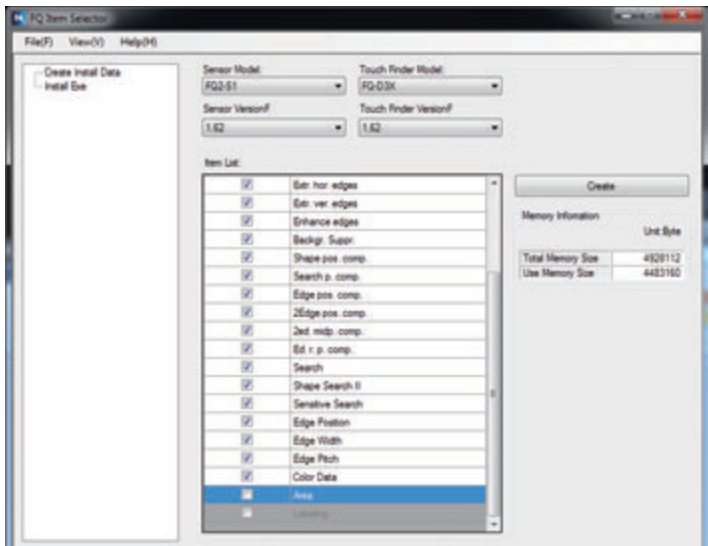 FQ Item Selector
File(F) View(V) Help(H)
Create Install Data
Install Exe
Sensor Model: Touch Finder Model:
FQ2-S1 FQ-D3X
Sensor VersionF Touch Finder VersionF
1.62 1.62
Item List:
Extr. hor. edges
Extr. ver. edges
Enhance edges
Backgr. Suppr.
Shape pos. comp.
Search p. comp.
Edge pos. comp.
2Edge pos. comp.
2ed. midp. comp.
Ed. r. p. comp.
Search
Shape Search II
Sensitive Search
Edge Position
Edge Width
Edge Pitch
Color Data
Area
Labeling
Create
Memory Infomation
Unit:Byte
Total Memory Size 4928112
Use Memory Size 4483160